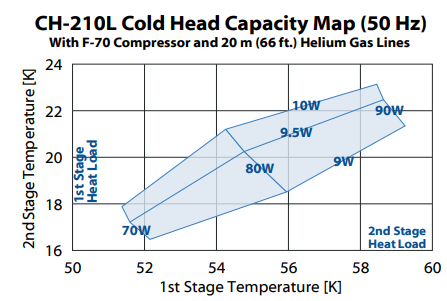 CH-210L Cold Head Capacity Map (50 Hz)
With F-70 Compressor and 20 m (66 ft.) Helium Gas Lines
2nd Stage Temperature [K]
24
22
20
18
16
1st Stage
Heat Load
10W
90W
9.5W
80W
9W
70W
2nd Stage
Heat Load
50 52 54 56 58 60
1st Stage Temperature [K]